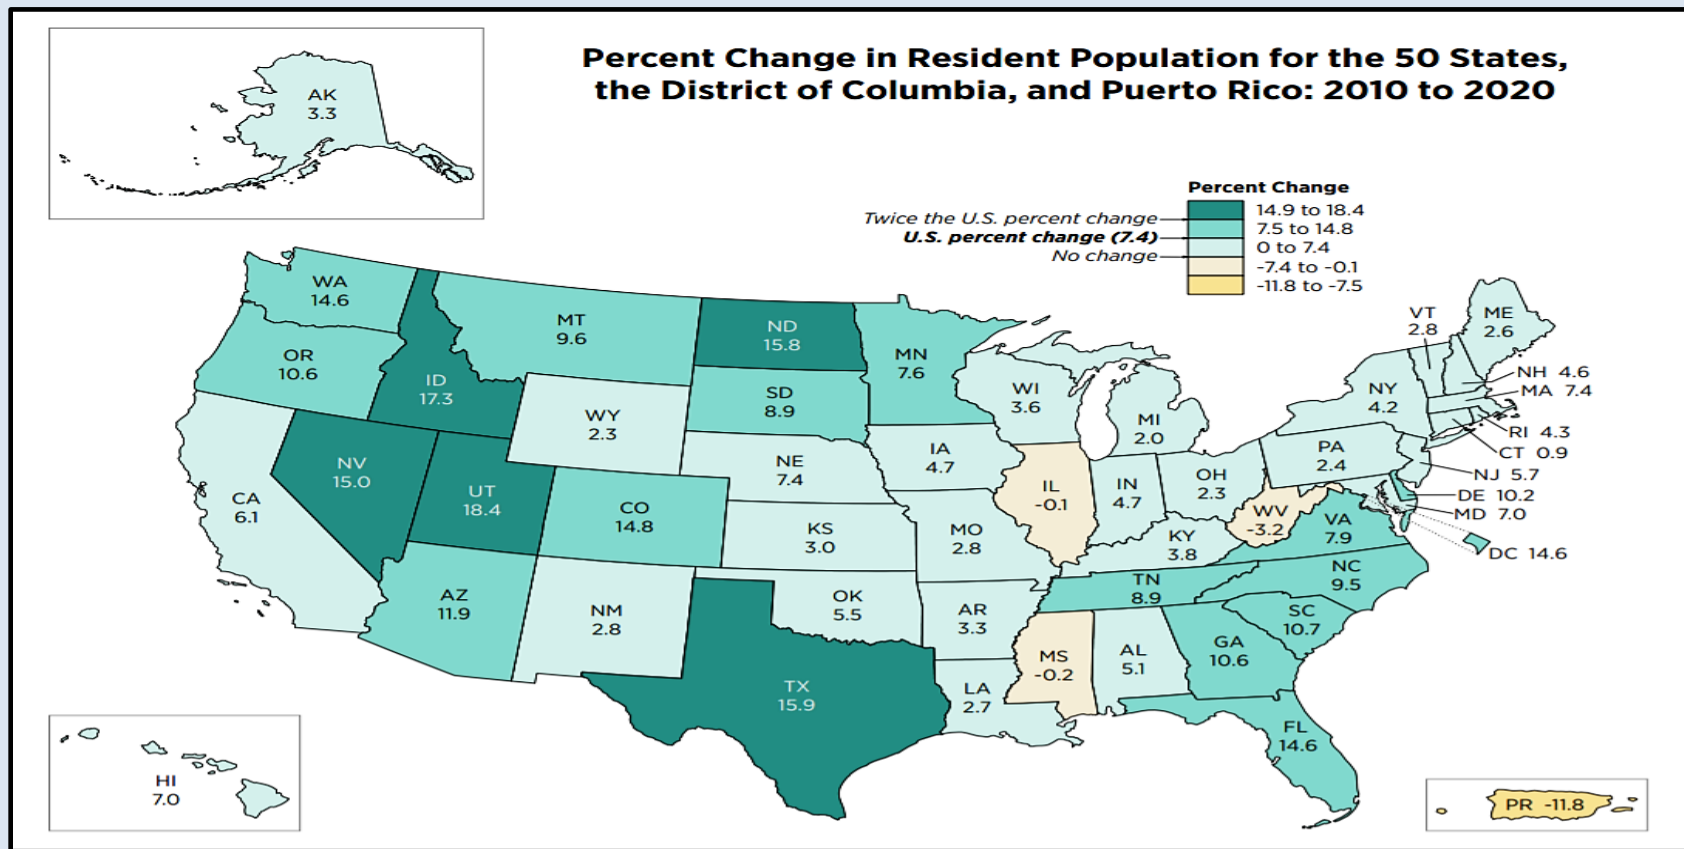 Percent Change in Resident Population for the 50 States,
the District of Columbia, and Puerto Rico: 2010 to 2020
AK
3.3
Percent Change
14.9 to 18.4
Twice the U.S. percent change
7.5 to 14.8
U.S. percent change (7.4)
0 to 7.4
No change
-7.4 to -0.1
-11.8 to -7.5
WA
14.6
OR
10.6
ID
17.3
MT
9.6
ND
15.8
MN
7.6
SD
8.9
WY
2.3
WI
3.6
MI
2.0
VT
2.8
ME
2.6
NH 4.6
MA 7.4
NY
4.2
RI 4.3
CT 0.9
NJ 5.7
PA
2.4
DE 10.2
MD 7.0
DC 14.6
NV
15.0
UT
18.4
CA
6.1
CO
14.8
NE
7.4
IA
4.7
IL
-0.1
IN
4.7
OH
2.3
WV
-3.2
VA
7.9
KS
3.0
MO
2.8
KY
3.8
NC
9.5
TN
8.9
SC
10.7
AZ
11.9
NM
2.8
OK
5.5
AR
3.3
MS
-0.2
AL
5.1
GA
10.6
TX
15.9
LA
2.7
FL
14.6
HI
7.0
PR -11.8